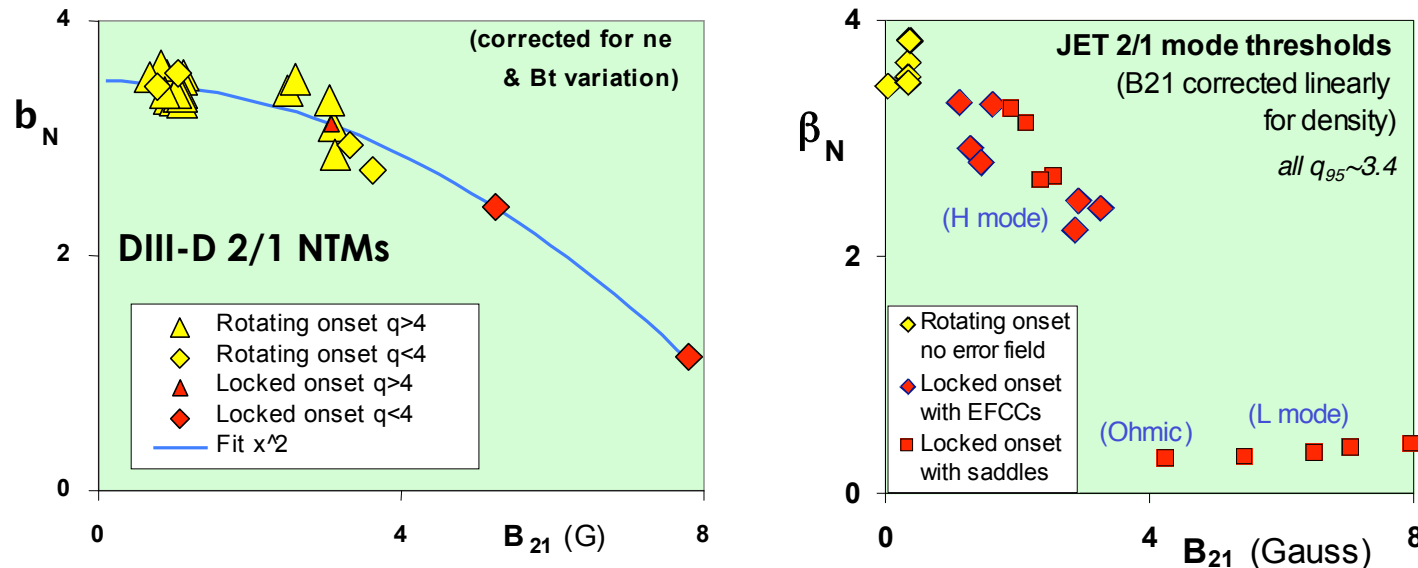 4
(corrected for ne
& Bt variation)
b N
2
DIII-D 2/1 NTMs
Rotating onset q>4
Rotating onset q<4
Locked onset q>4
Locked onset q<4
Fit x^2
0
0
4
8
B 21 (G)
4
JET 2/1 mode thresholds
(B21 corrected linearly
for density)
all q95~3.4
βN
(H mode)
2
Rotating onset
no error field
Locked onset
with EFCCs
Locked onset
with saddles
(Ohmic)
(L mode)
0
0
4
8
B21 (Gauss)